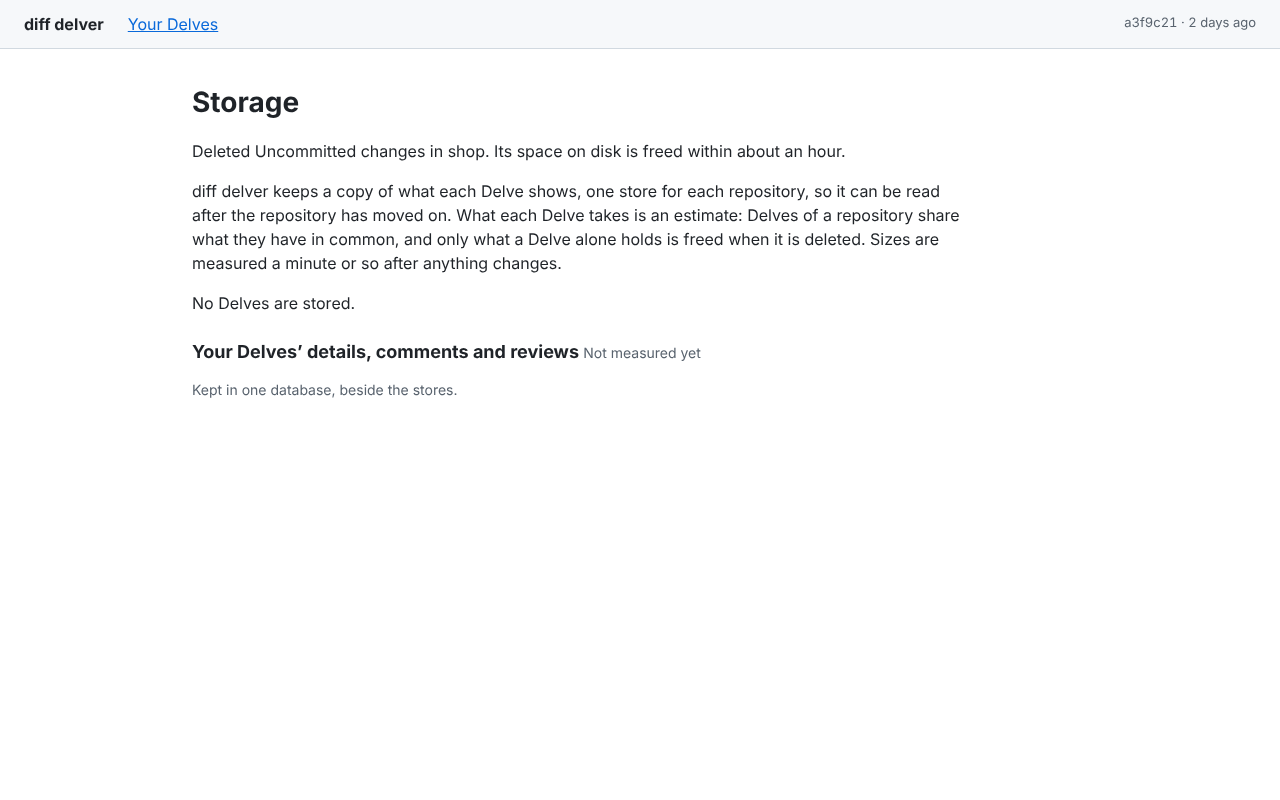 diff delver Your Delves a3f9c21 · 2 days ago
Storage
Deleted Uncommitted changes in shop. Its space on disk is freed within about an hour.
diff delver keeps a copy of what each Delve shows, one store for each repository, so it can be read
after the repository has moved on. What each Delve takes is an estimate: Delves of a repository share
what they have in common, and only what a Delve alone holds is freed when it is deleted. Sizes are
measured a minute or so after anything changes.
No Delves are stored.
Your Delves’ details, comments and reviews Not measured yet
Kept in one database, beside the stores.